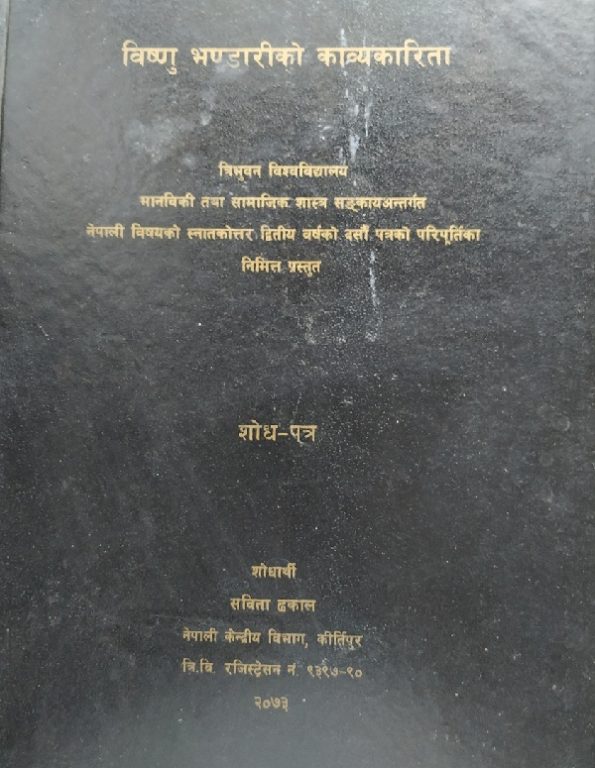 विष्णु भण्डारीको काव्यकारिता
त्रिभुवन विश्वविद्यालय
मानविकी तथा सामाजिक शास्त्र सङ्कायअन्तर्गत
नेपाली विषयको स्नातकोत्तर द्वितीय वर्षको दसौँ पत्रको परिपूर्तिका
निमित्त प्रस्तुत
शोध-पत्र
शोधार्थी
सविता ढकाल
नेपाली केन्द्रीय विभाग, कीर्तिपुर
त्रि.वि. रजिस्ट्रेसन नं. ९३९७-९०
२०७३